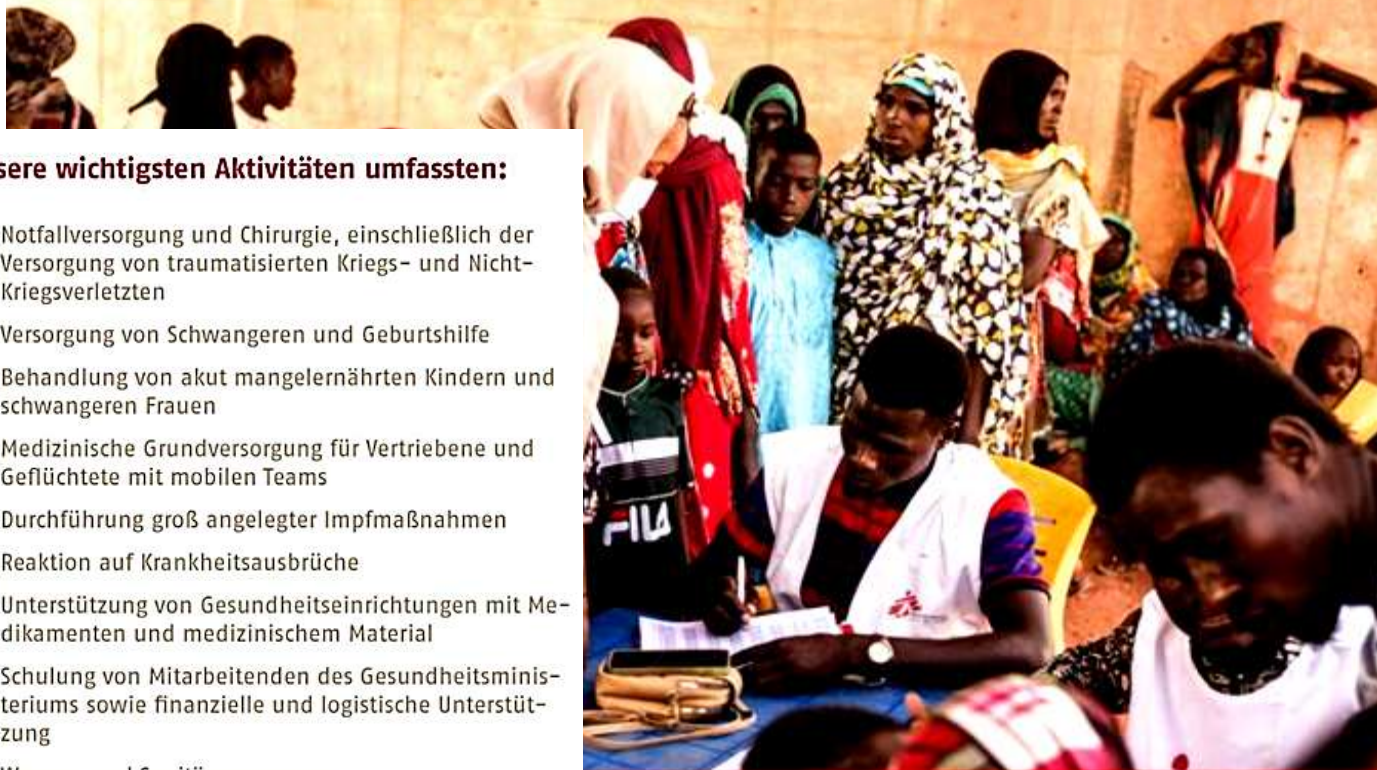 sere wichtigsten Aktivitäten umfassten:
Notfallversorgung und Chirurgie, einschließlich der
Versorgung von traumatisierten Kriegs- und Nicht-
Kriegsverletzten
Versorgung von Schwangeren und Geburtshilfe
Behandlung von akut mangelernährten Kindern und
schwangeren Frauen
Medizinische Grundversorgung für Vertriebene und
Geflüchtete mit mobilen Teams
Durchführung groß angelegter Impfmaßnahmen
Reaktion auf Krankheitsausbrüche
Unterstützung von Gesundheitseinrichtungen mit Me-
dikamenten und medizinischem Material
Schulung von Mitarbeitenden des Gesundheitsminis-
teriums sowie finanzielle und logistische Unterstüt-
zung
FILA